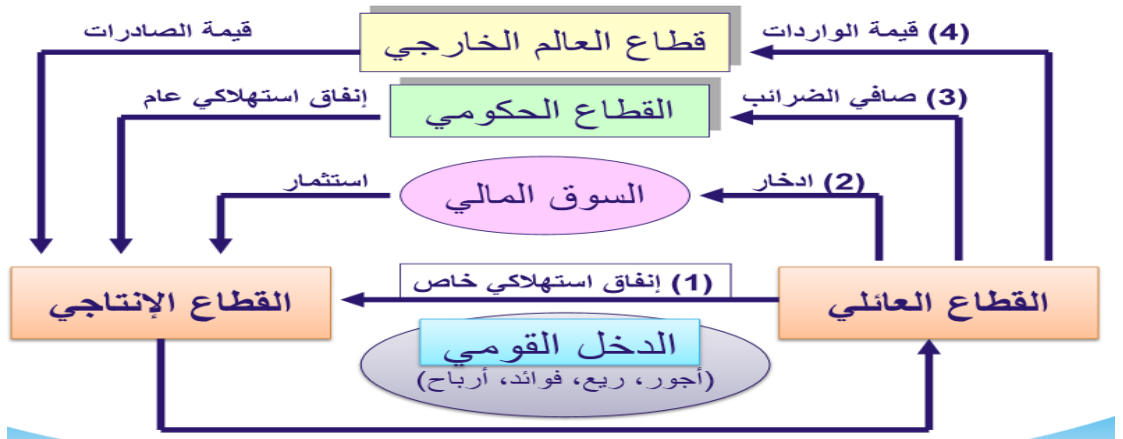 (4) قيمة الواردات
قطاع العالم الخارجي
قيمة الصادرات
(3) صافي الضرائب
القطاع الحكومي
إنفاق استهلاكي عام
(2) ادخار
السوق المالي
استثمار
القطاع العائلي
(1) إنفاق استهلاكي خاص
القطاع الإنتاجي
الدخل القومي
(أجور، ريع، فوائد، أرباح)